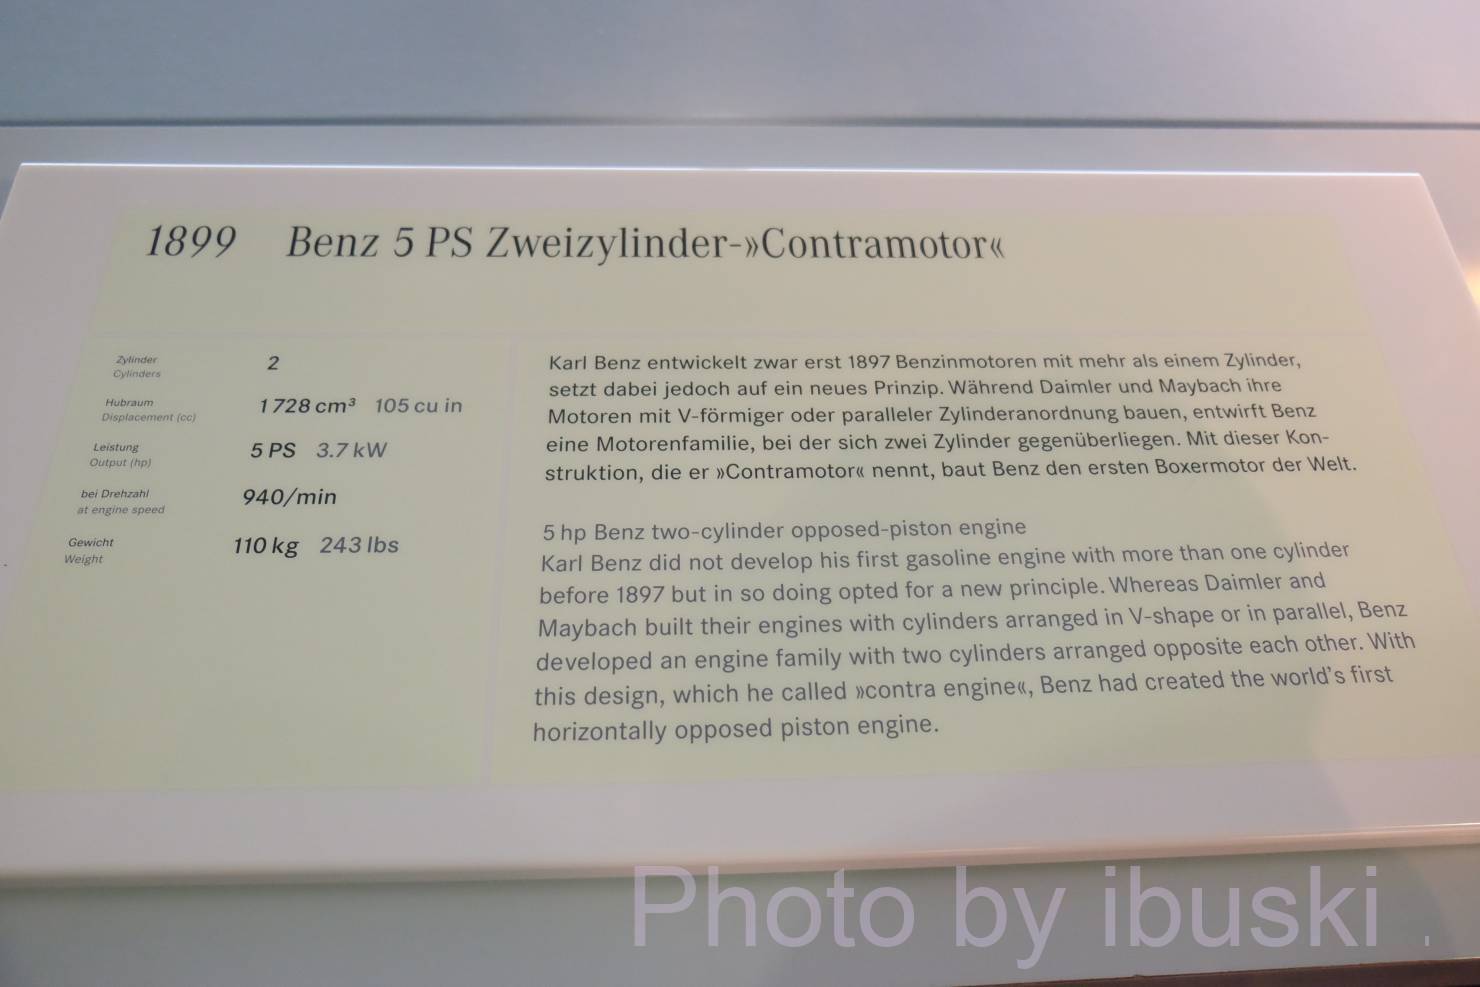 1899 Benz 5 PS Zweizylinder-»Contramotor«
Zylinder 2
Cylinders
Hubraum 1 728 cm³ 105 cu in
Displacement (cc)
Leistung 5 PS 3.7 kW
Output (hp)
bei Drehzahl 940/min
at engine speed
Gewicht 110 kg 243 lbs
Weight
Karl Benz entwickelt zwar erst 1897 Benzinmotoren mit mehr als einem Zylinder,
setzt dabei jedoch auf ein neues Prinzip. Während Daimler und Maybach ihre
Motoren mit V-förmiger oder paralleler Zylinderanordnung bauen, entwirft Benz
eine Motorenfamilie, bei der sich zwei Zylinder gegenüberliegen. Mit dieser Kon-
struktion, die er »Contramotor« nennt, baut Benz den ersten Boxermotor der Welt.
5 hp Benz two-cylinder opposed-piston engine
Karl Benz did not develop his first gasoline engine with more than one cylinder
before 1897 but in so doing opted for a new principle. Whereas Daimler and
Maybach built their engines with cylinders arranged in V-shape or in parallel, Benz
developed an engine family with two cylinders arranged opposite each other. With
this design, which he called »contra engine«, Benz had created the world's first
horizontally opposed piston engine.
Photo by ibuski